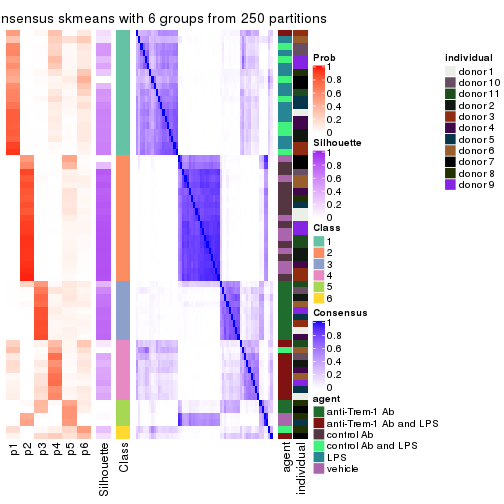 nsensus skmeans with 6 groups from 250 partitions
p1
p2
p3
p4
p5
p6
Silhouette
Class
agent
individual
Prob
1
0.8
0.6
0.4
0.2
0
Silhouette
1
0.8
0.6
0.4
0.2
0
Class
1
2
3
4
5
6
Consensus
1
0.8
0.6
0.4
0.2
0
agent
anti-Trem-1 Ab
anti-Trem-1 Ab and LPS
control Ab
control Ab and LPS
LPS
vehicle
individual
donor 1
donor 10
donor 11
donor 2
donor 3
donor 4
donor 5
donor 6
donor 7
donor 8
donor 9